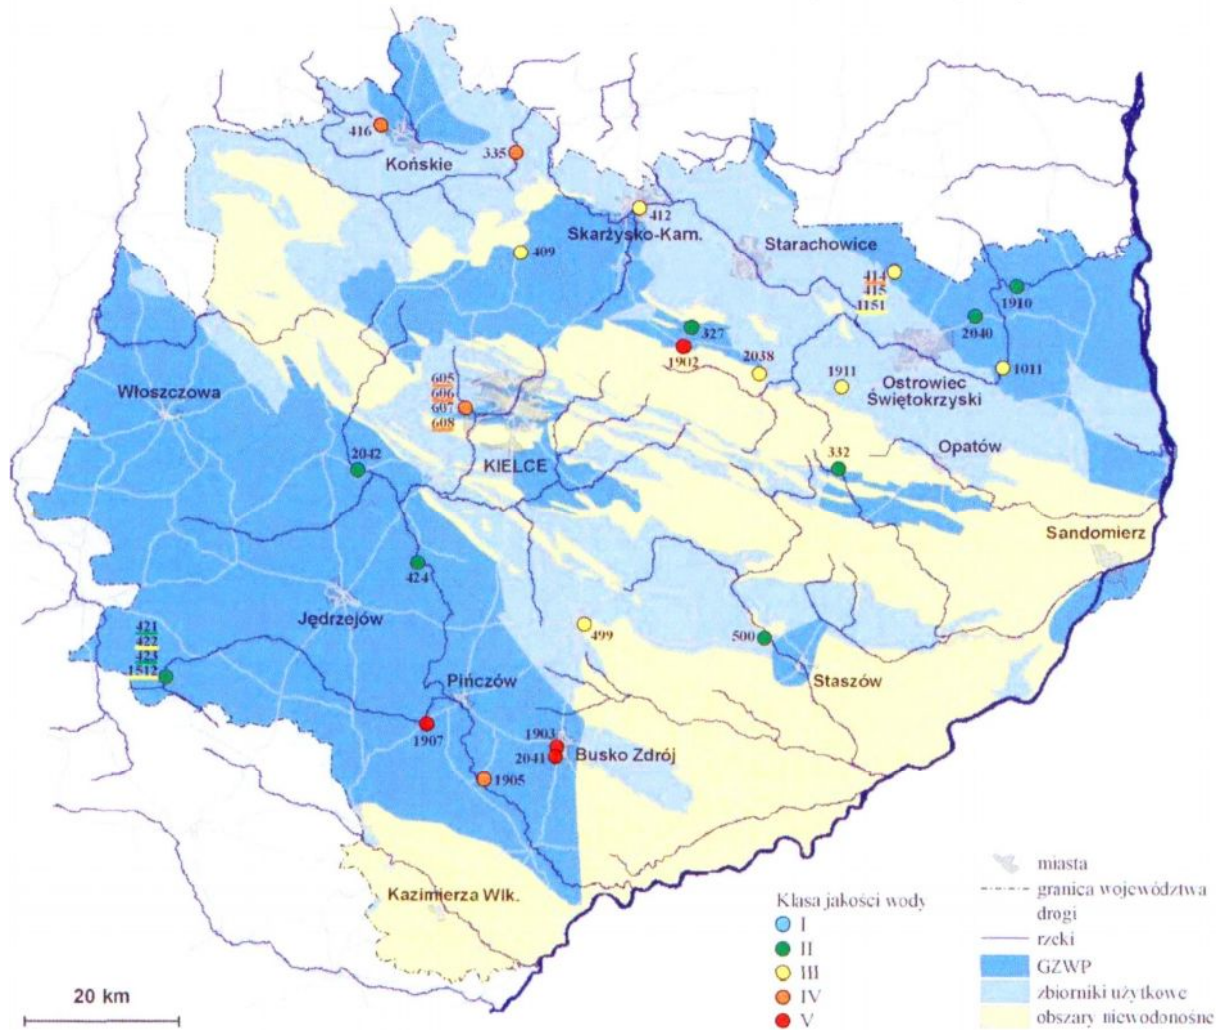 416
Końskie
335
412
Skarżysko-Kam.
409
Starachowice
414
415
1151
1910
2040
327
1902
2038
1911
1011
Ostrowiec
Świętokrzyski
Włoszczowa
605
606
607
608
KIELCE
2042
332
Opatów
Sandomierz
424
Jędrzejów
421
422
423
1512
499
500
Staszów
Pińczów
1907
1903
2041
Busko Zdrój
1905
Kazimierza Wlk.
20 km
Klasa jakości wody
I
II
III
IV
V
miasta
granica województwa
drogi
rzeki
GZWP
zbiorniki użytkowe
obszary niewodonośne